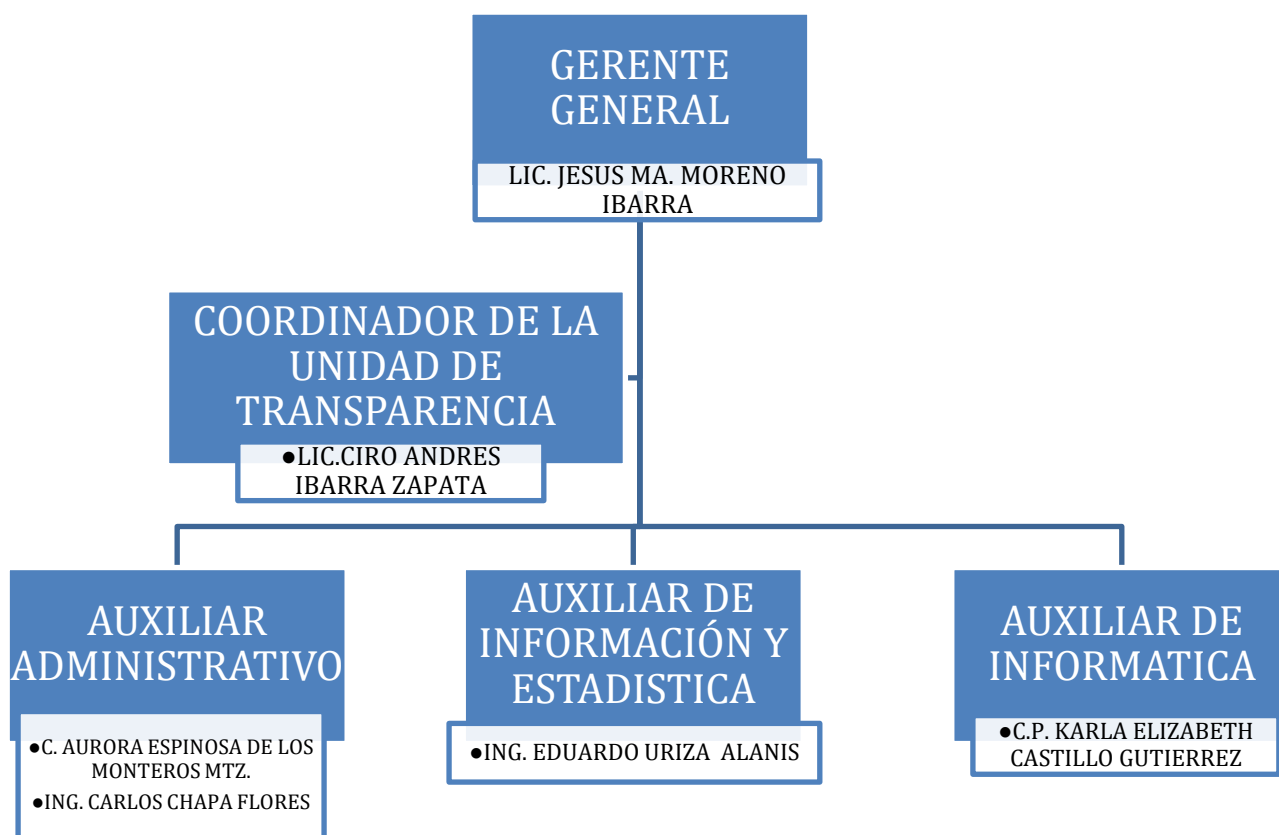 GERENTE
GENERAL
LIC. JESUS MA. MORENO
IBARRA
COORDINADOR DE LA
UNIDAD DE
TRANSPARENCIA
●LIC.CIRO ANDRES
IBARRA ZAPATA
AUXILIAR
ADMINISTRATIVO
●C. AURORA ESPINOSA DE LOS
MONTEROS MTZ.
●ING. CARLOS CHAPA FLORES
AUXILIAR DE
INFORMACIÓN Y
ESTADISTICA
●ING. EDUARDO URIZA ALANIS
AUXILIAR DE
INFORMATICA
●C.P. KARLA ELIZABETH
CASTILLO GUTIERREZ